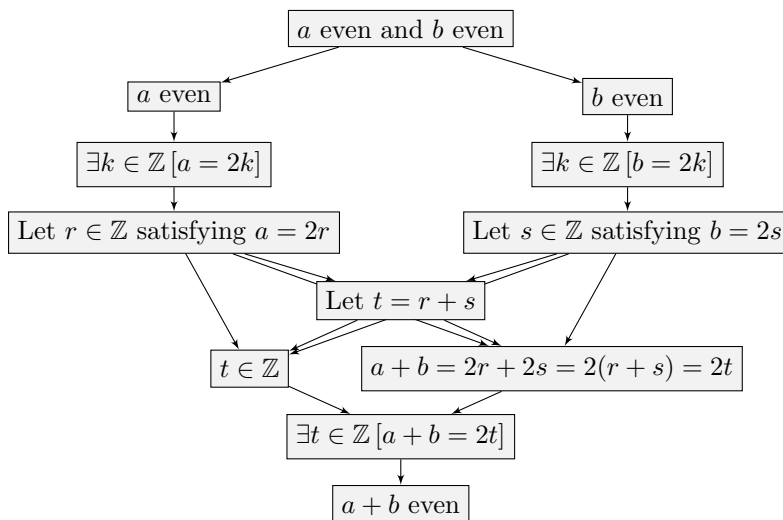 a even and b even
a even
b even
∃k ∈ ℤ [a = 2k]
∃k ∈ ℤ [b = 2k]
Let r ∈ ℤ satisfying a = 2r
Let s ∈ ℤ satisfying b = 2s
Let t = r + s
t ∈ ℤ
a + b = 2r + 2s = 2(r + s) = 2t
∃t ∈ ℤ [a + b = 2t]
a + b even